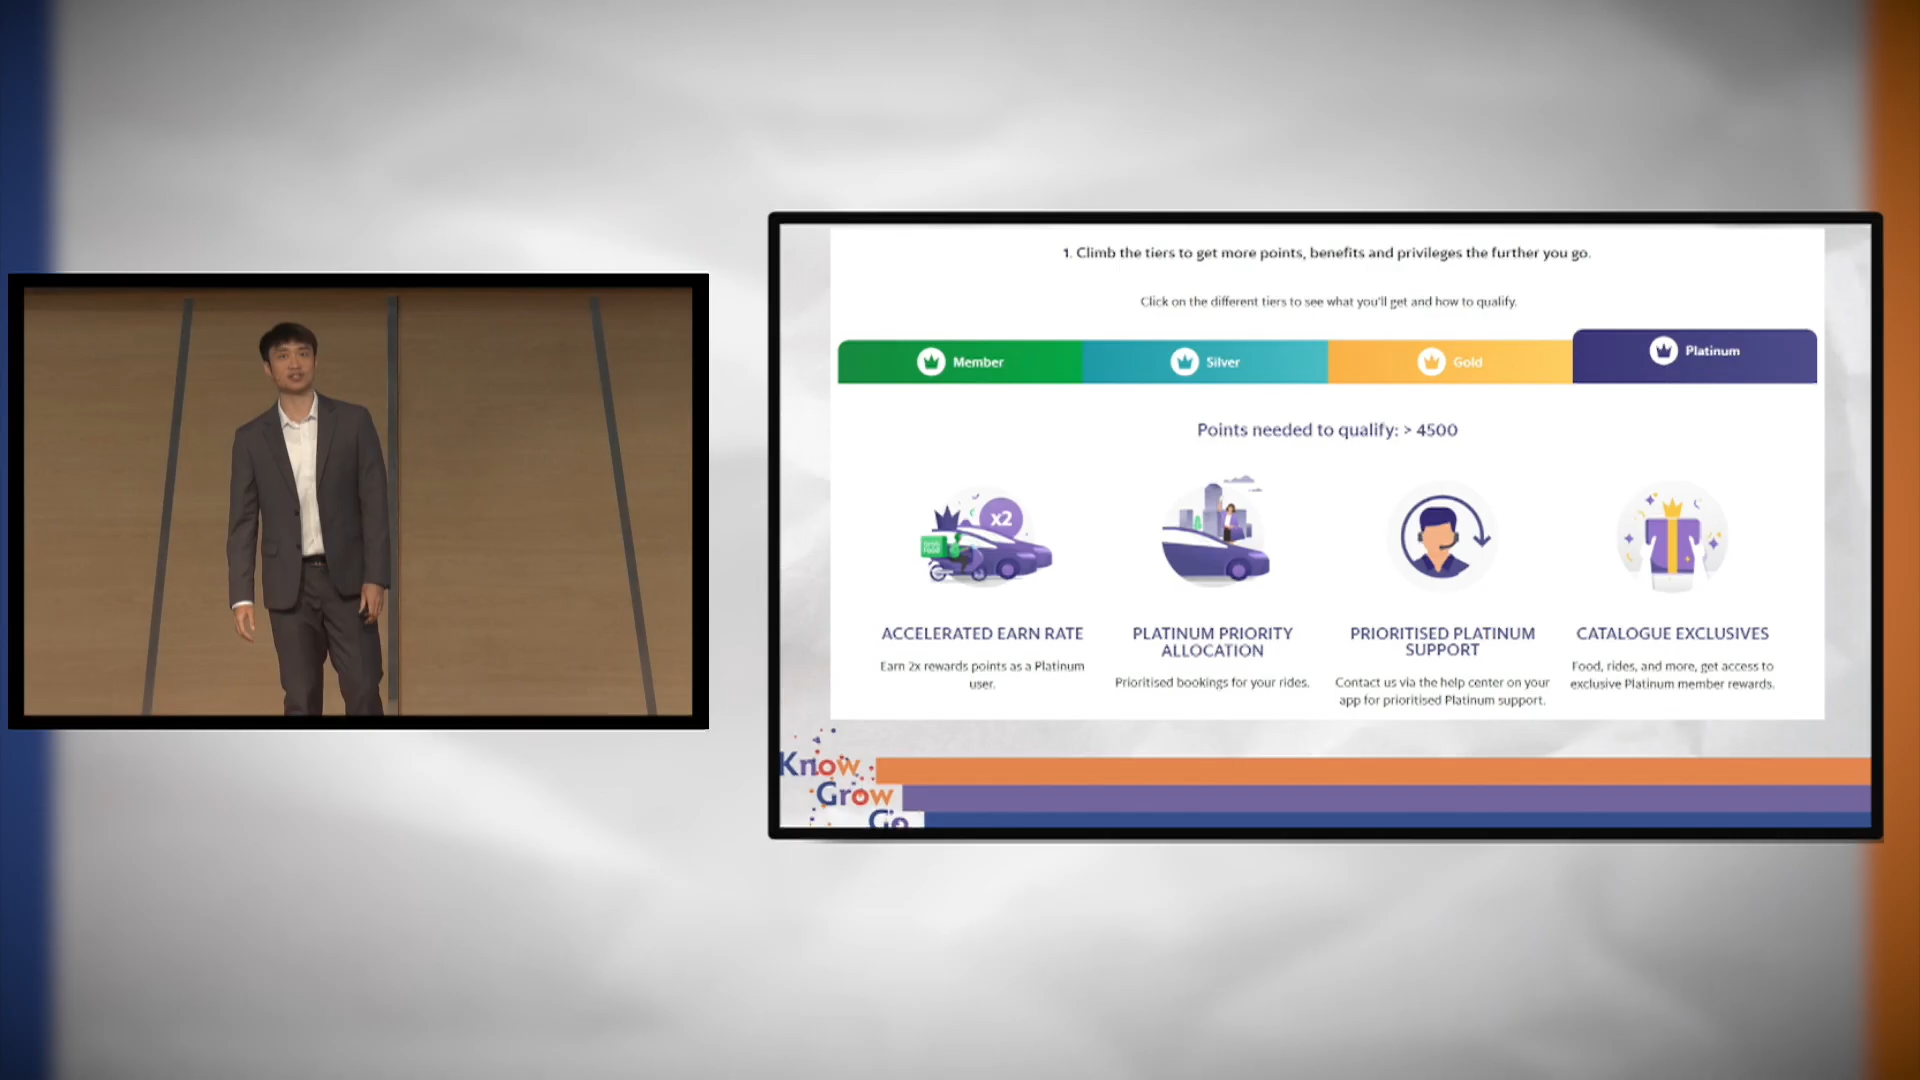 1. Climb the tiers to get more points, benefits and privileges the further you go.
Click on the different tiers to see what you'll get and how to qualify.
Member Silver Gold Platinum
Points needed to qualify: > 4500
x2
Grab
Food
ACCELERATED EARN RATE
Earn 2x rewards points as a Platinum
user.
PLATINUM PRIORITY
ALLOCATION
Prioritised bookings for your rides.
PRIORITISED PLATINUM
SUPPORT
Contact us via the help center on your
app for prioritised Platinum support.
CATALOGUE EXCLUSIVES
Food, rides, and more, get access to
exclusive Platinum member rewards.
Know
Grow
Go